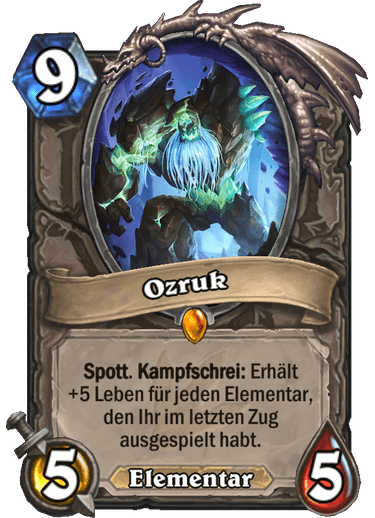 9
Ozruk
Spott. Kampfschrei: Erhält
+5 Leben für jeden Elementar,
den Ihr im letzten Zug
ausgespielt habt.
5
Elementar
5